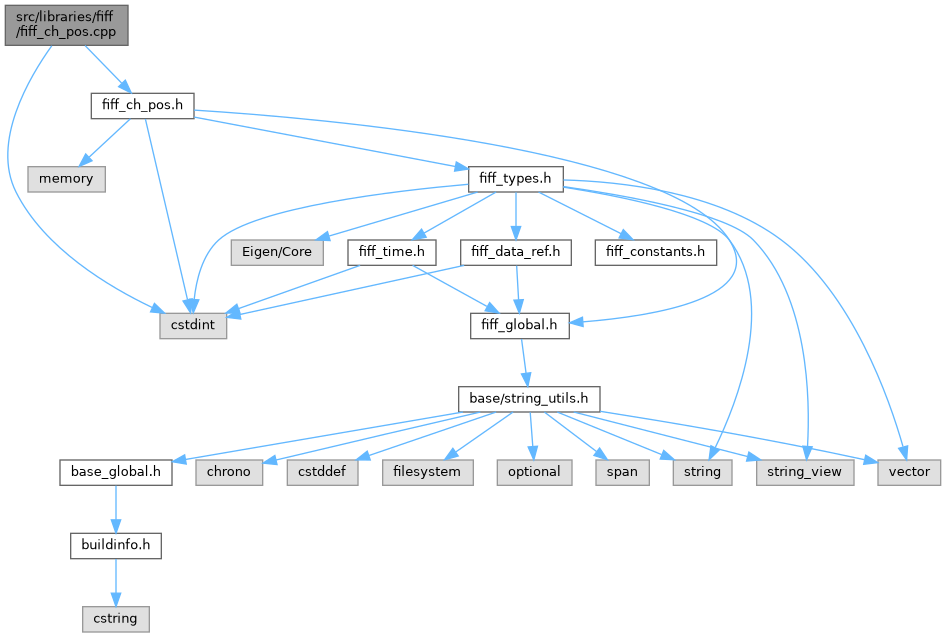 src/libraries/fiff
/fiff_ch_pos.cpp
fiff_ch_pos.h
memory
fiff_types.h
Eigen/Core
fiff_time.h
fiff_data_ref.h
fiff_constants.h
cstdint
fiff_global.h
base/string_utils.h
base_global.h
chrono
cstddef
filesystem
optional
span
string
string_view
vector
buildinfo.h
cstring